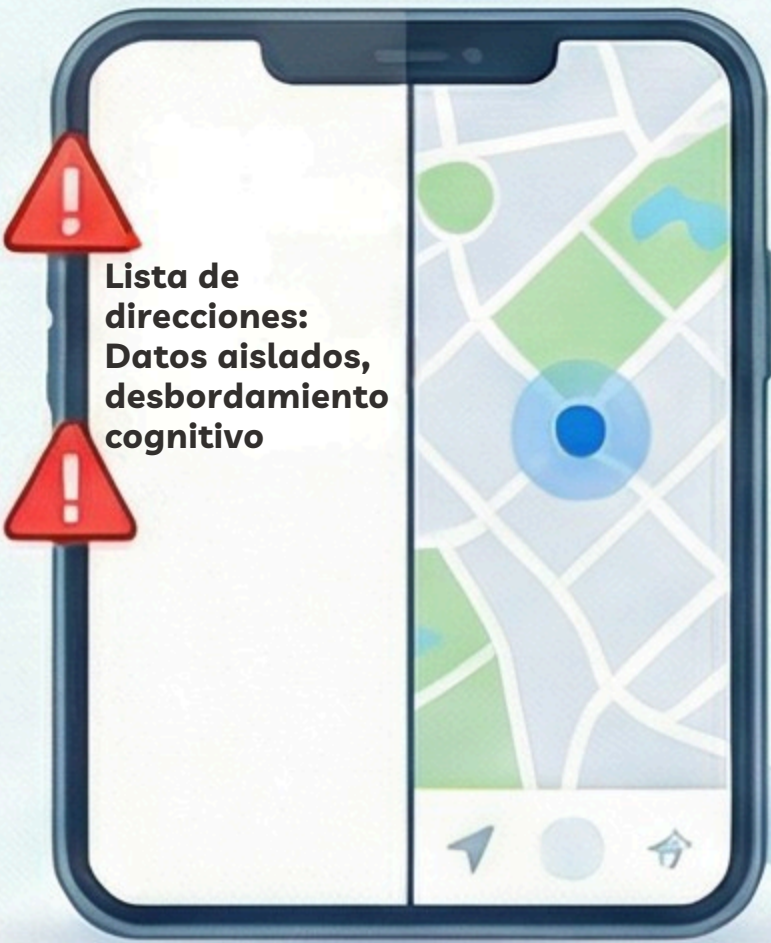 Lista de
direcciones:
Datos aislados,
desbordamiento
cognitivo